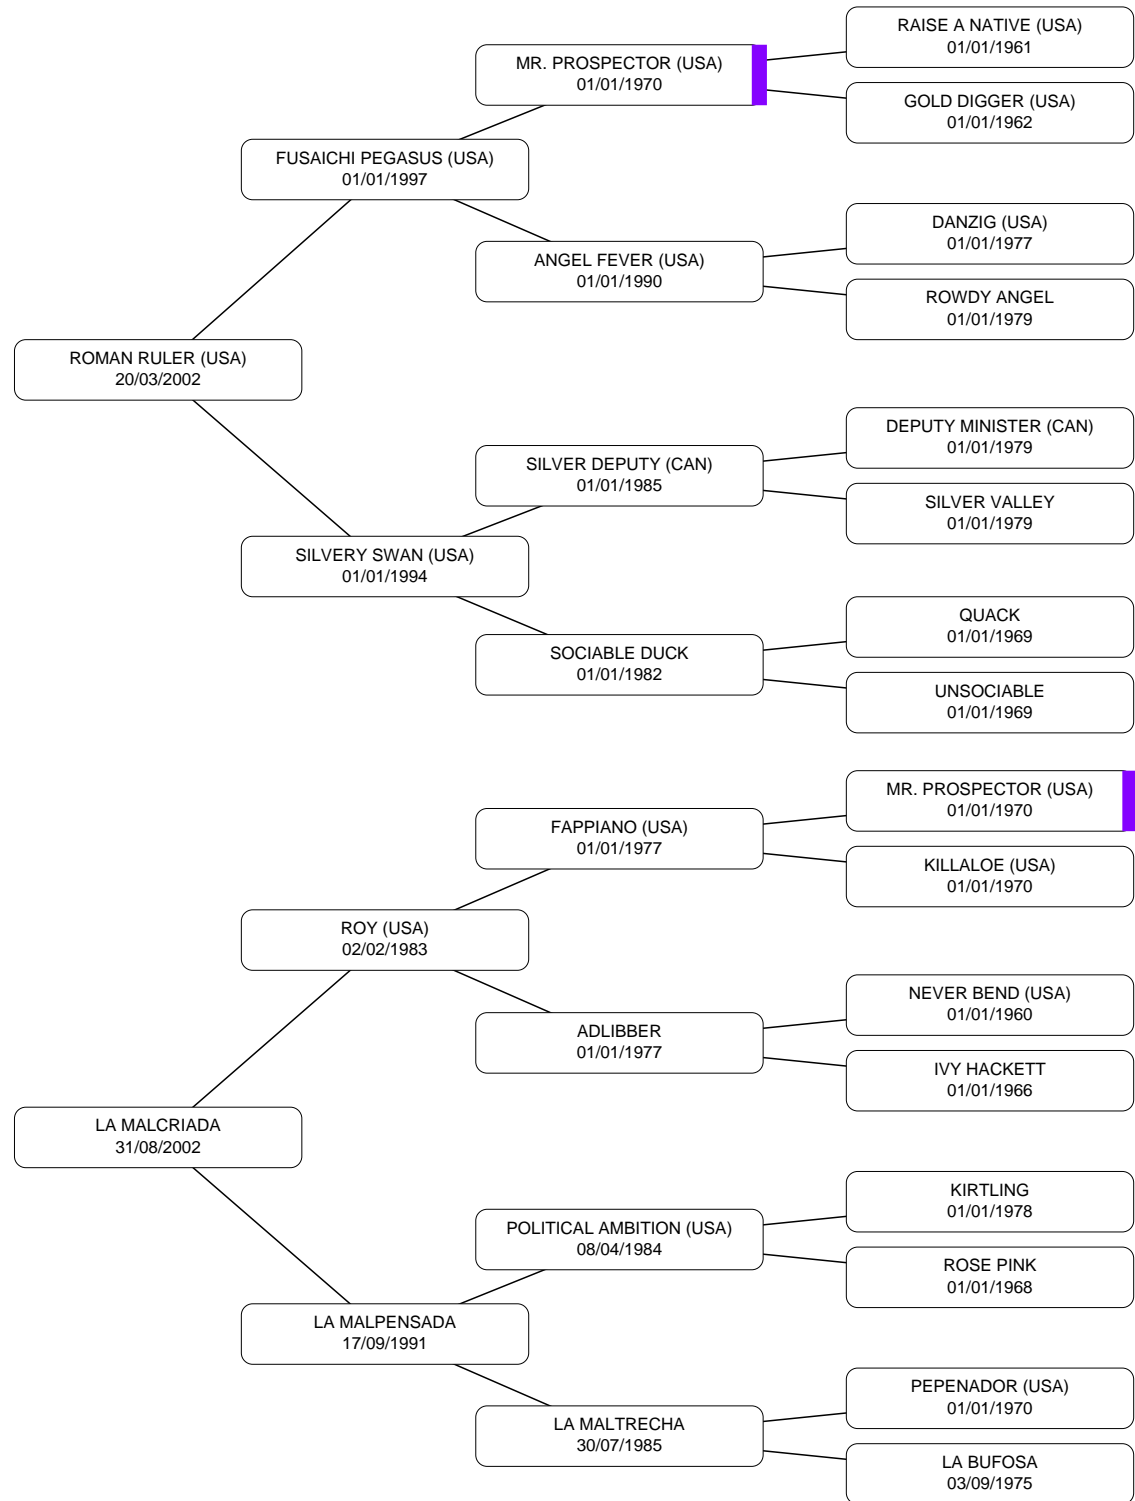 RAISE A NATIVE (USA)
01/01/1961
MR. PROSPECTOR (USA)
01/01/1970
GOLD DIGGER (USA)
01/01/1962
FUSAICHI PEGASUS (USA)
01/01/1997
DANZIG (USA)
01/01/1977
ANGEL FEVER (USA)
01/01/1990
ROWDY ANGEL
01/01/1979
ROMAN RULER (USA)
20/03/2002
DEPUTY MINISTER (CAN)
01/01/1979
SILVER DEPUTY (CAN)
01/01/1985
SILVER VALLEY
01/01/1979
SILVERY SWAN (USA)
01/01/1994
QUACK
01/01/1969
SOCIABLE DUCK
01/01/1982
UNSOCIABLE
01/01/1969
MR. PROSPECTOR (USA)
01/01/1970
FAPPIANO (USA)
01/01/1977
KILLALOE (USA)
01/01/1970
ROY (USA)
02/02/1983
NEVER BEND (USA)
01/01/1960
ADLIBBER
01/01/1977
IVY HACKETT
01/01/1966
LA MALCRIADA
31/08/2002
KIRTLING
01/01/1978
POLITICAL AMBITION (USA)
08/04/1984
ROSE PINK
01/01/1968
LA MALPENSADA
17/09/1991
PEPENADOR (USA)
01/01/1970
LA MALTRECHA
30/07/1985
LA BUFOSA
03/09/1975